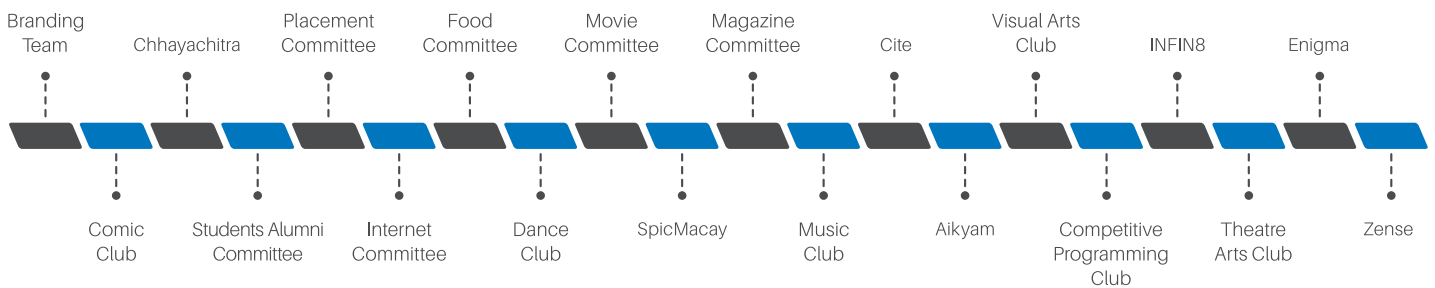 Branding
Team
Chhayachitra
Placement
Committee
Food
Committee
Movie
Committee
Magazine
Committee
Cite
Visual Arts
Club
INFIN8
Enigma
Comic
Club
Students Alumni
Committee
Internet
Committee
Dance
Club
SpicMacay
Music
Club
Aikyam
Competitive
Programming
Club
Theatre
Arts Club
Zense